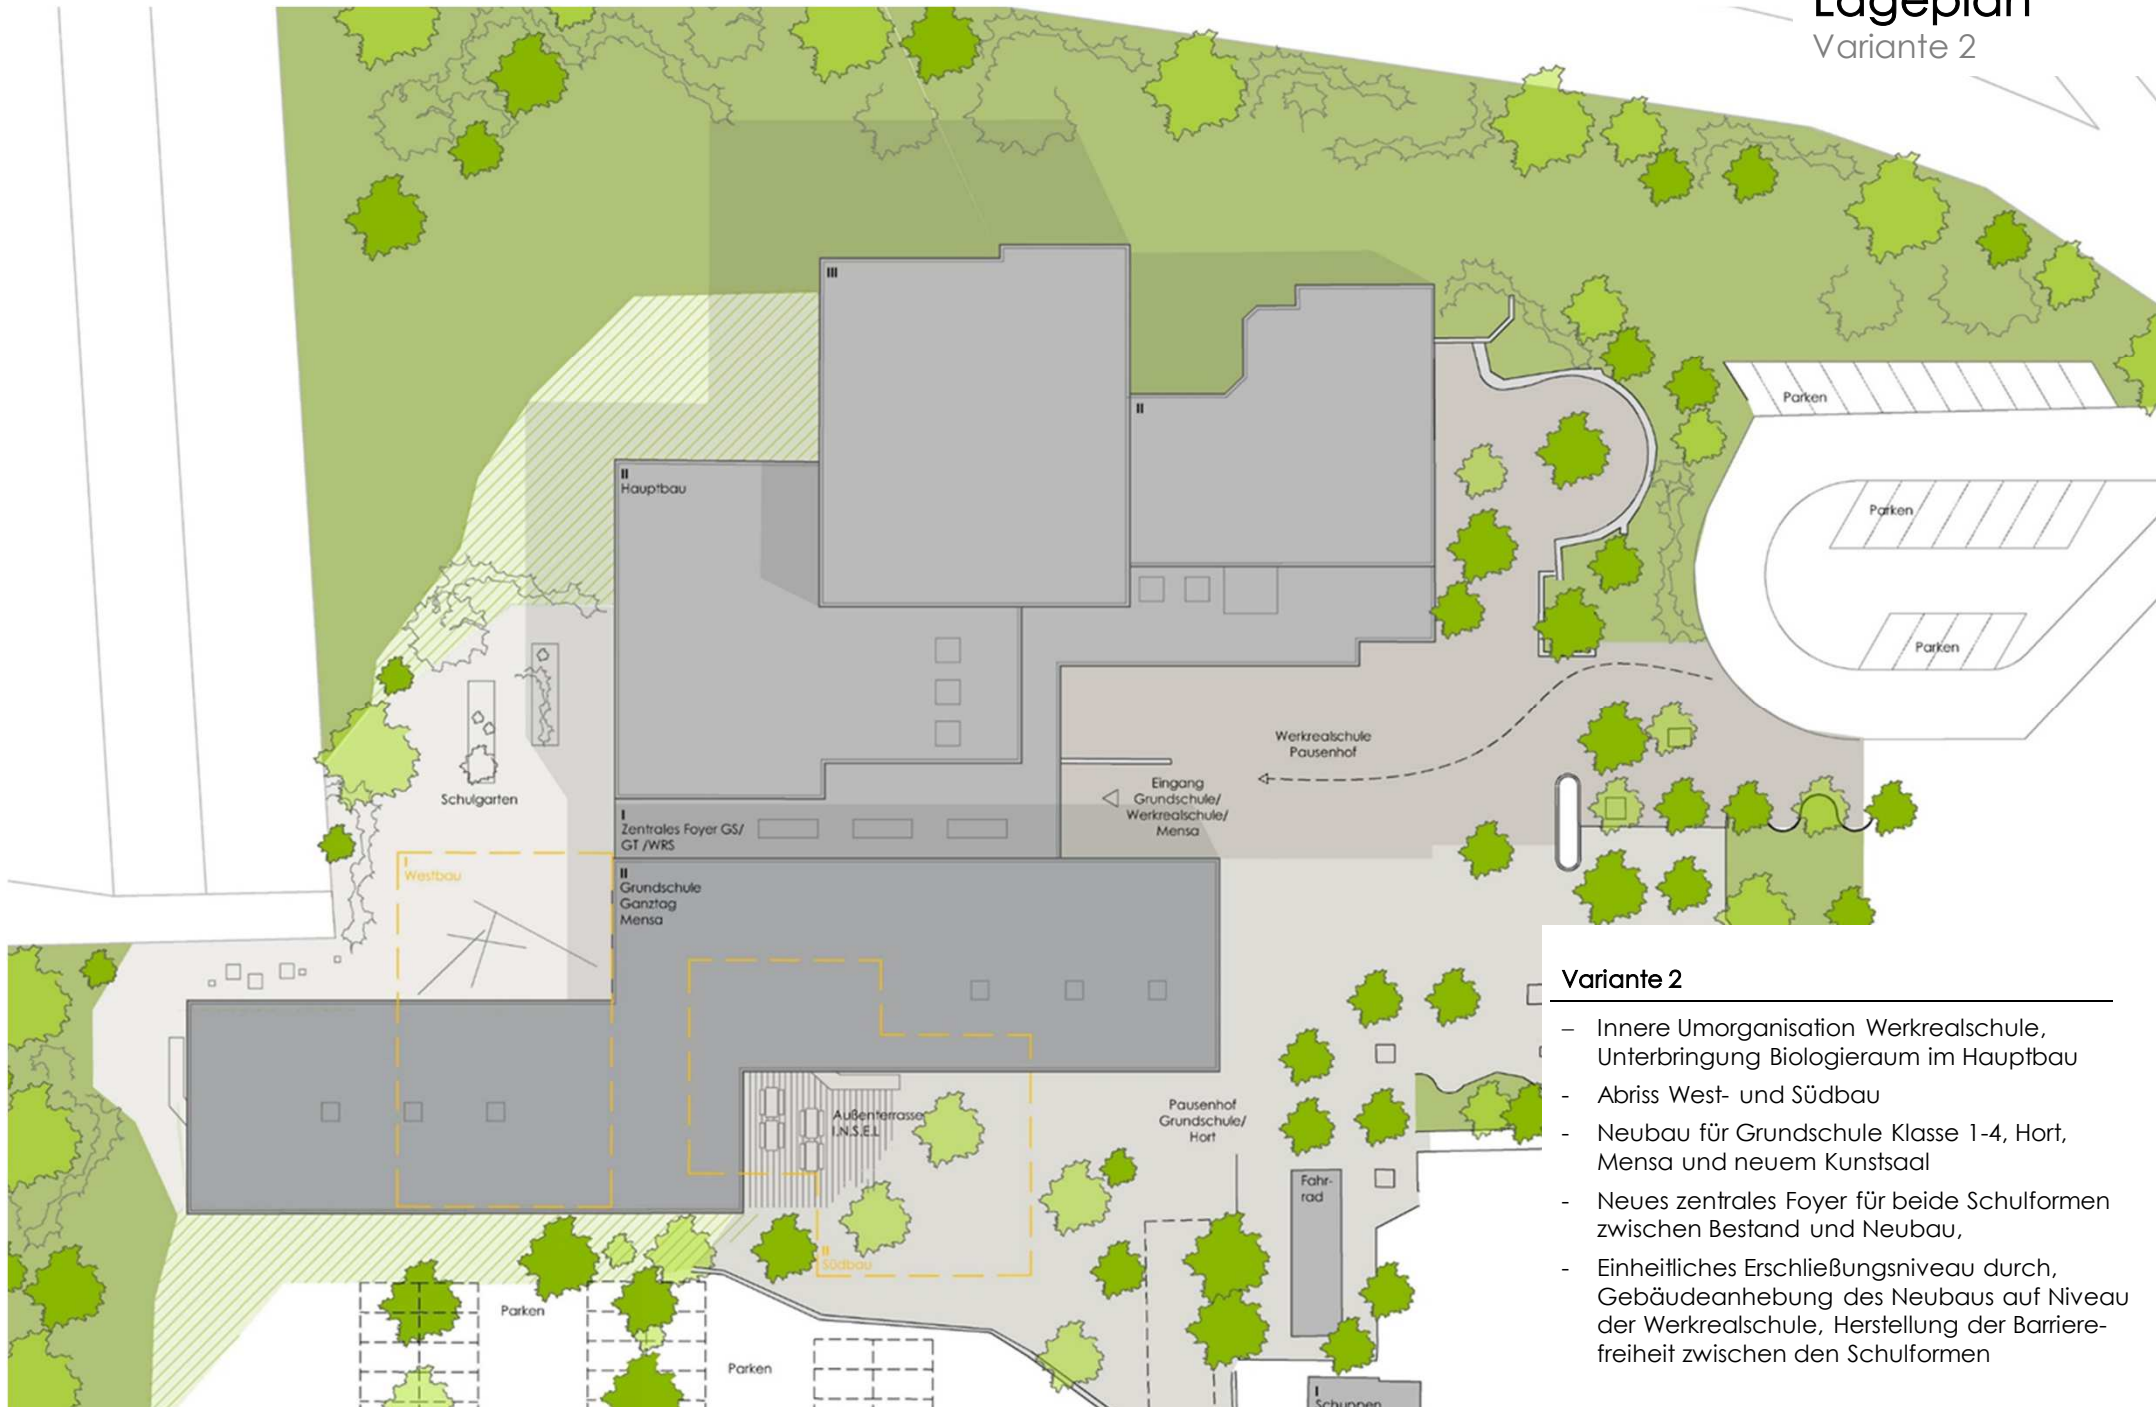 Lageplan
Variante 2
III
II
II
Hauptbau
Parken
Parken
Parken
Werkrealschule
Pausenhof
Eingang
Grundschule/
Werkrealschule/
Mensa
Schulgarten
I
Zentrales Foyer GS/
GT /WRS
I
Westbau
II
Grundschule
Ganztag
Mensa
Außenterrasse
I.N.S.E.L
Pausenhof
Grundschule/
Hort
Fahr-
rad
II
Südbau
Parken
Parken
I
Schuppen
Variante 2
– Innere Umorganisation Werkrealschule,
Unterbringung Biologieraum im Hauptbau
- Abriss West- und Südbau
- Neubau für Grundschule Klasse 1-4, Hort,
Mensa und neuem Kunstsaal
- Neues zentrales Foyer für beide Schulformen
zwischen Bestand und Neubau,
- Einheitliches Erschließungsniveau durch,
Gebäudeanhebung des Neubaus auf Niveau
der Werkrealschule, Herstellung der Barriere-
freiheit zwischen den Schulformen